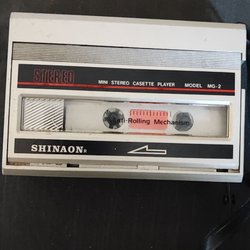 STEREO
MINI STEREO CASETTE PLAYER MODEL MG-2
Anti-Rolling Mechanism
SHINAON®